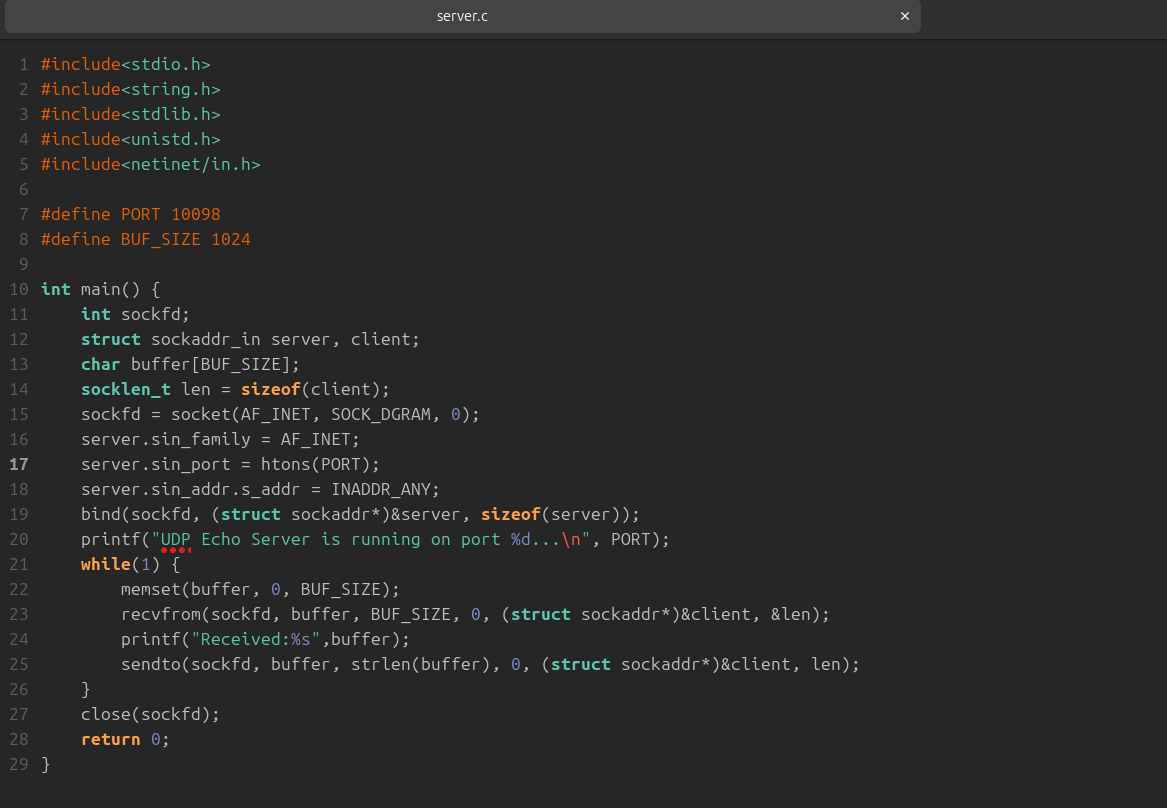 server.c ×
1 #include<stdio.h>
2 #include<string.h>
3 #include<stdlib.h>
4 #include<unistd.h>
5 #include<netinet/in.h>
6
7 #define PORT 10098
8 #define BUF_SIZE 1024
9
10 int main() {
11     int sockfd;
12     struct sockaddr_in server, client;
13     char buffer[BUF_SIZE];
14     socklen_t len = sizeof(client);
15     sockfd = socket(AF_INET, SOCK_DGRAM, 0);
16     server.sin_family = AF_INET;
17     server.sin_port = htons(PORT);
18     server.sin_addr.s_addr = INADDR_ANY;
19     bind(sockfd, (struct sockaddr*)&server, sizeof(server));
20     printf("UDP Echo Server is running on port %d...\n", PORT);
21     while(1) {
22         memset(buffer, 0, BUF_SIZE);
23         recvfrom(sockfd, buffer, BUF_SIZE, 0, (struct sockaddr*)&client, &len);
24         printf("Received:%s",buffer);
25         sendto(sockfd, buffer, strlen(buffer), 0, (struct sockaddr*)&client, len);
26     }
27     close(sockfd);
28     return 0;
29 }